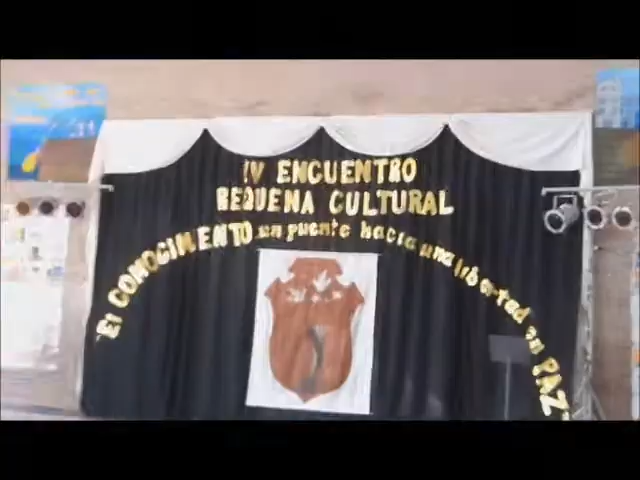 IV ENCUENTRO
REQUENA CULTURAL
El CONOCIMIENTO un puente hacia una libertad en PAZ